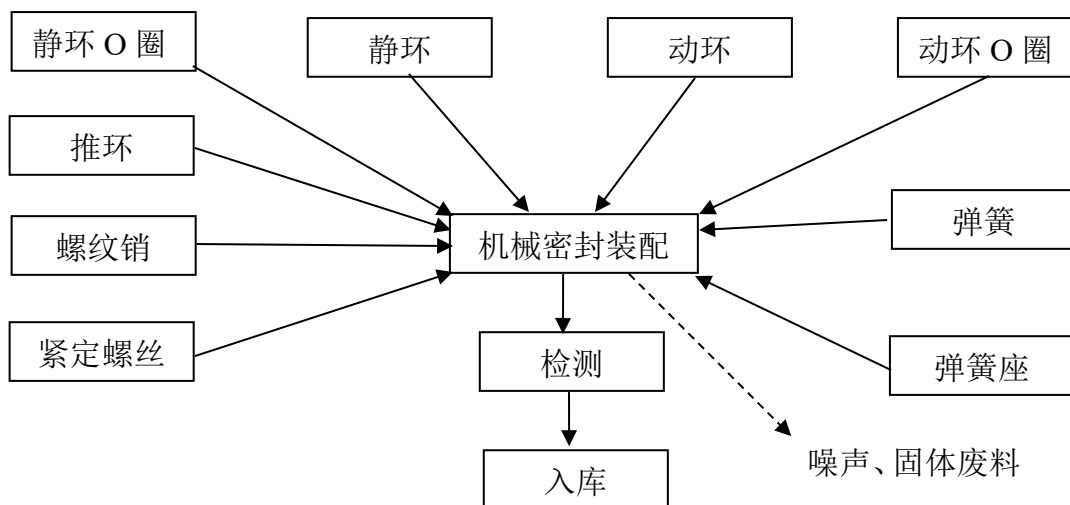 静环 O 圈
静环
动环
动环 O 圈
推环
螺纹销
机械密封装配
弹簧
紧定螺丝
检测
弹簧座
噪声、固体废料
入库